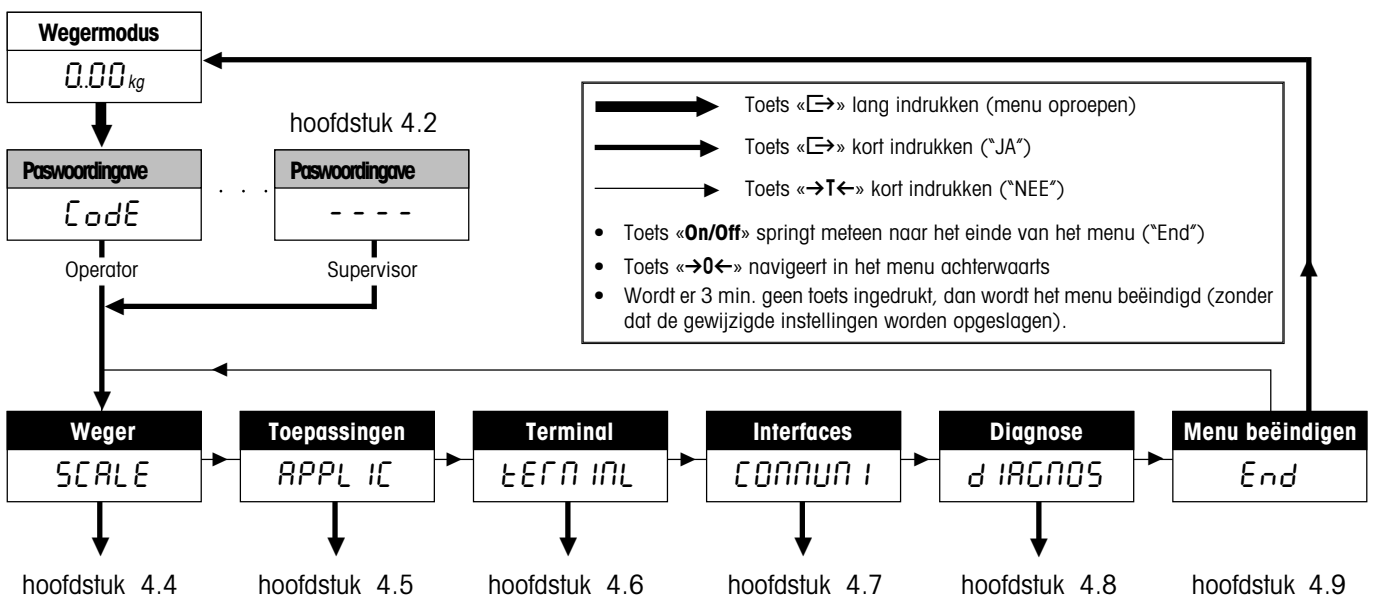 Wegermodus
0.00 kg
hoofdstuk 4.2
Paswoordingave
CodE
Operator
. . .
Paswoordingave
- - - -
Supervisor
Toets «⍈» lang indrukken (menu oproepen)
Toets «⍈» kort indrukken ("JA")
Toets «→T←» kort indrukken ("NEE")
• Toets «On/Off» springt meteen naar het einde van het menu ("End")
• Toets «→0←» navigeert in het menu achterwaarts
• Wordt er 3 min. geen toets ingedrukt, dan wordt het menu beëindigd (zonder
dat de gewijzigde instellingen worden opgeslagen).
Weger
SCALE
hoofdstuk 4.4
Toepassingen
APPLIC
hoofdstuk 4.5
Terminal
tErMINL
hoofdstuk 4.6
Interfaces
COMMUNI
hoofdstuk 4.7
Diagnose
dIAGNOS
hoofdstuk 4.8
Menu beëindigen
End
hoofdstuk 4.9